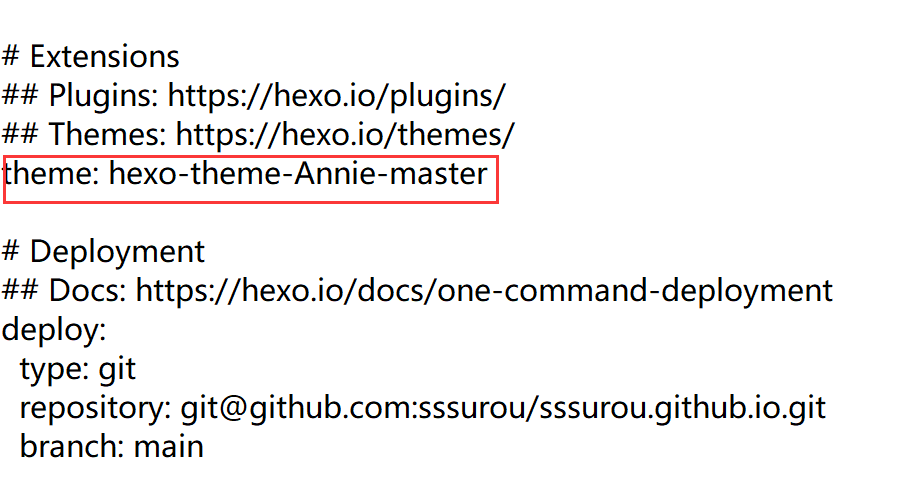 # Extensions
## Plugins: https://hexo.io/plugins/
## Themes: https://hexo.io/themes/
theme: hexo-theme-Annie-master
# Deployment
## Docs: https://hexo.io/docs/one-command-deployment
deploy:
  type: git
  repository: git@github.com:sssurou/sssurou.github.io.git
  branch: main